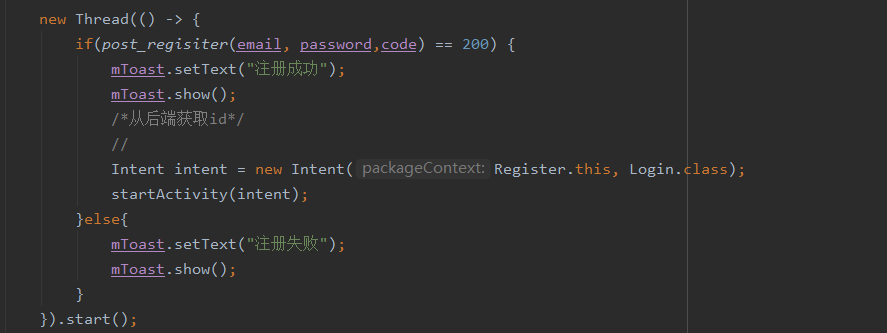 new Thread(() -> {
if(post_regisiter(email, password,code) == 200) {
mToast.setText("注册成功");
mToast.show();
/*从后端获取id*/
//
Intent intent = new Intent( packageContext: Register.this, Login.class);
startActivity(intent);
}else{
mToast.setText("注册失败");
mToast.show();
}
}).start();